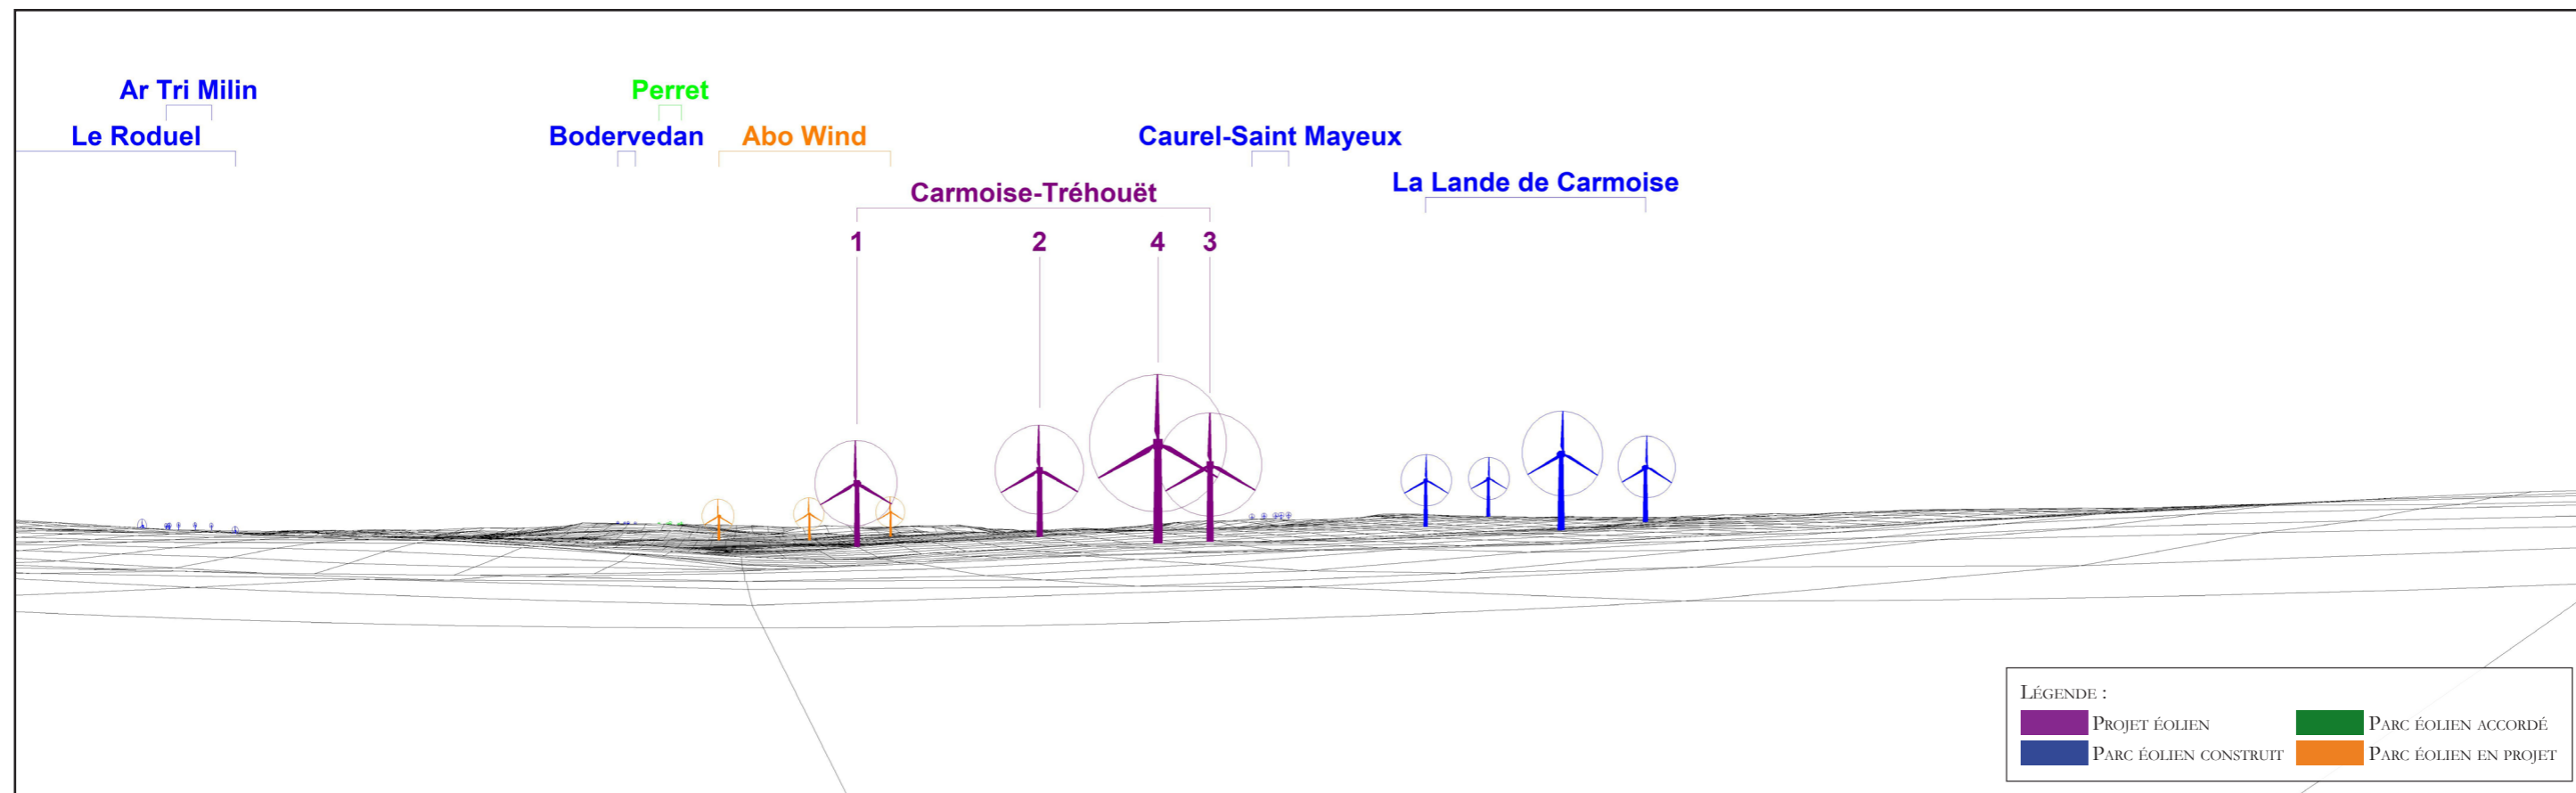 Ar Tri Milin
Perret
Le Roduel
Bodervedan
Abo Wind
Caurel-Saint Mayeux
La Lande de Carmoise
Carmoise-Tréhouët
1 2 4 3
Légende :
Projet éolien
Parc éolien accordé
Parc éolien construit
Parc éolien en projet